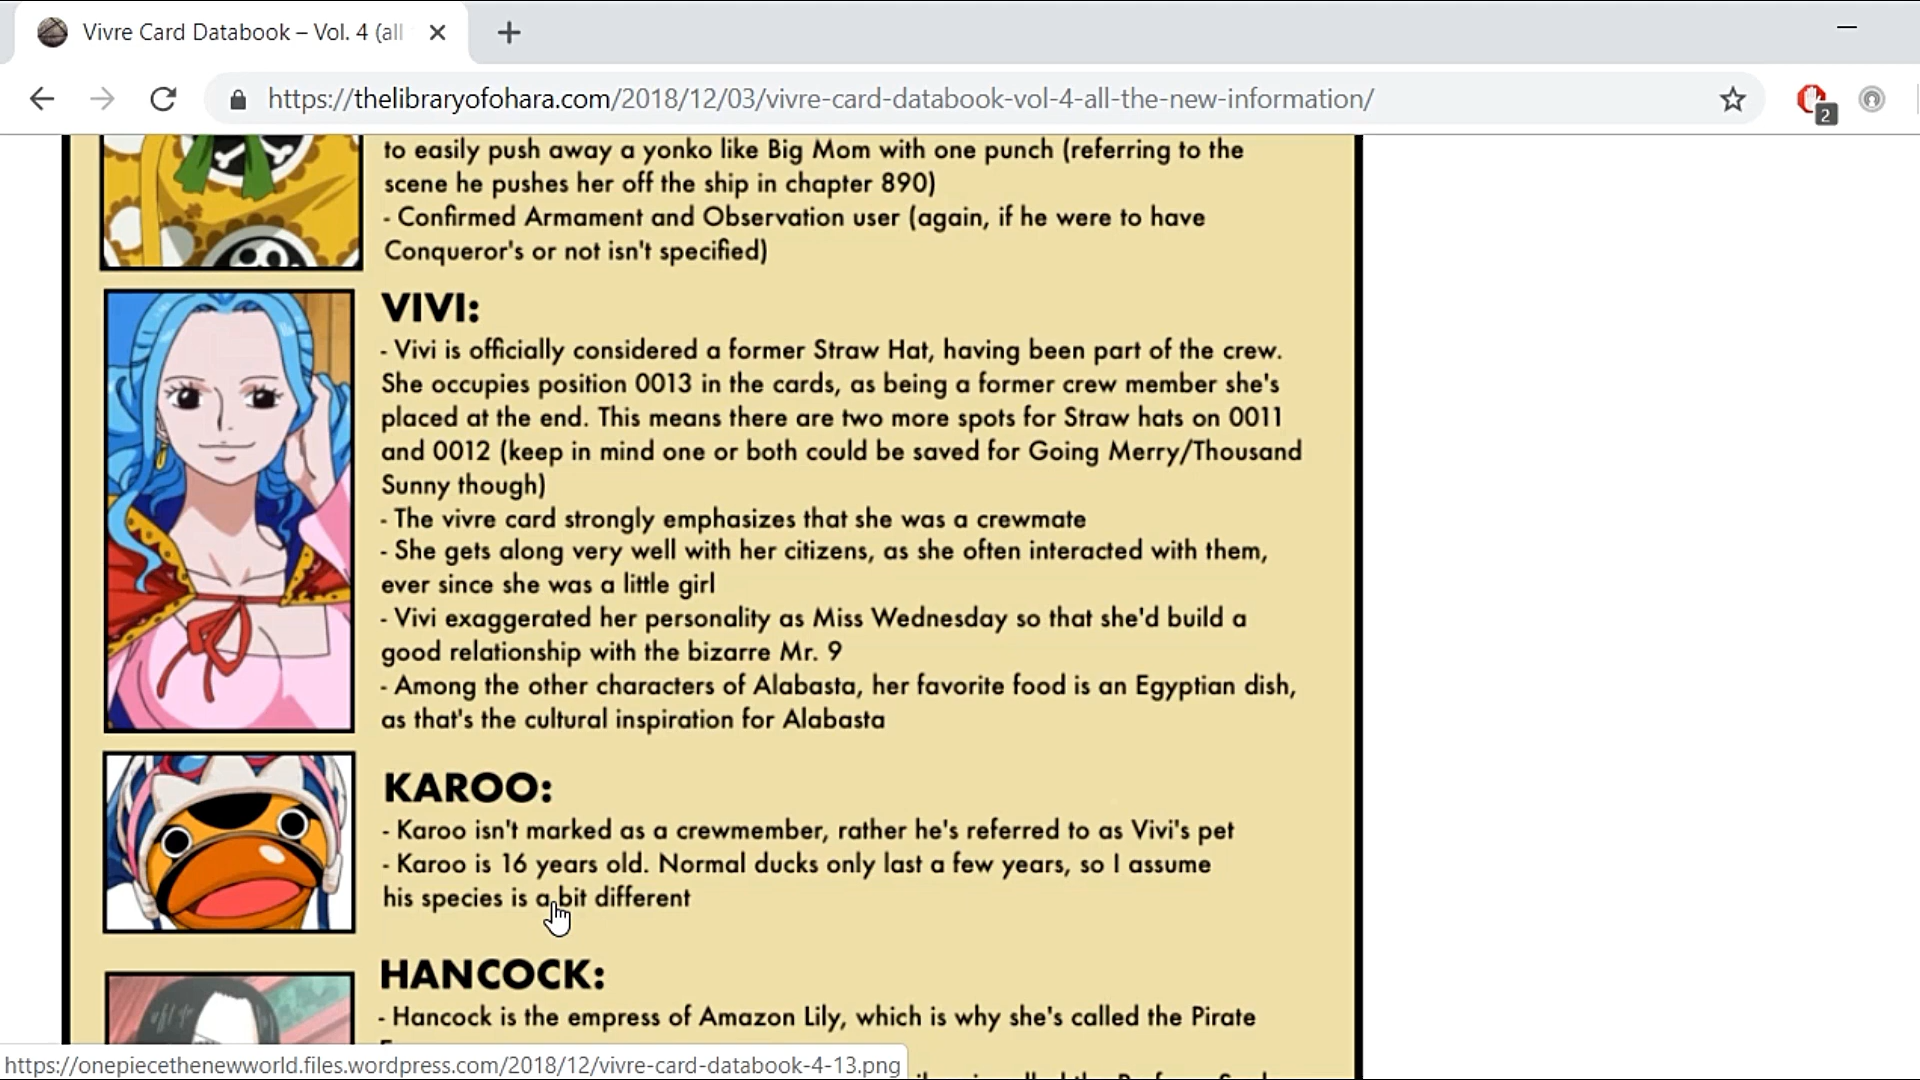 Vivre Card Databook – Vol. 4 (all
https://thelibraryofohara.com/2018/12/03/vivre-card-databook-vol-4-all-the-new-information/
2
to easily push away a yonko like Big Mom with one punch (referring to the
scene he pushes her off the ship in chapter 890)
- Confirmed Armament and Observation user (again, if he were to have
Conqueror's or not isn't specified)
VIVI:
- Vivi is officially considered a former Straw Hat, having been part of the crew.
She occupies position 0013 in the cards, as being a former crew member she's
placed at the end. This means there are two more spots for Straw hats on 0011
and 0012 (keep in mind one or both could be saved for Going Merry/Thousand
Sunny though)
- The vivre card strongly emphasizes that she was a crewmate
- She gets along very well with her citizens, as she often interacted with them,
ever since she was a little girl
- Vivi exaggerated her personality as Miss Wednesday so that she'd build a
good relationship with the bizarre Mr. 9
- Among the other characters of Alabasta, her favorite food is an Egyptian dish,
as that's the cultural inspiration for Alabasta
KAROO:
- Karoo isn't marked as a crewmember, rather he's referred to as Vivi's pet
- Karoo is 16 years old. Normal ducks only last a few years, so I assume
his species is a bit different
HANCOCK:
- Hancock is the empress of Amazon Lily, which is why she's called the Pirate
https://onepiecethenewworld.files.wordpress.com/2018/12/vivre-card-databook-4-13.png